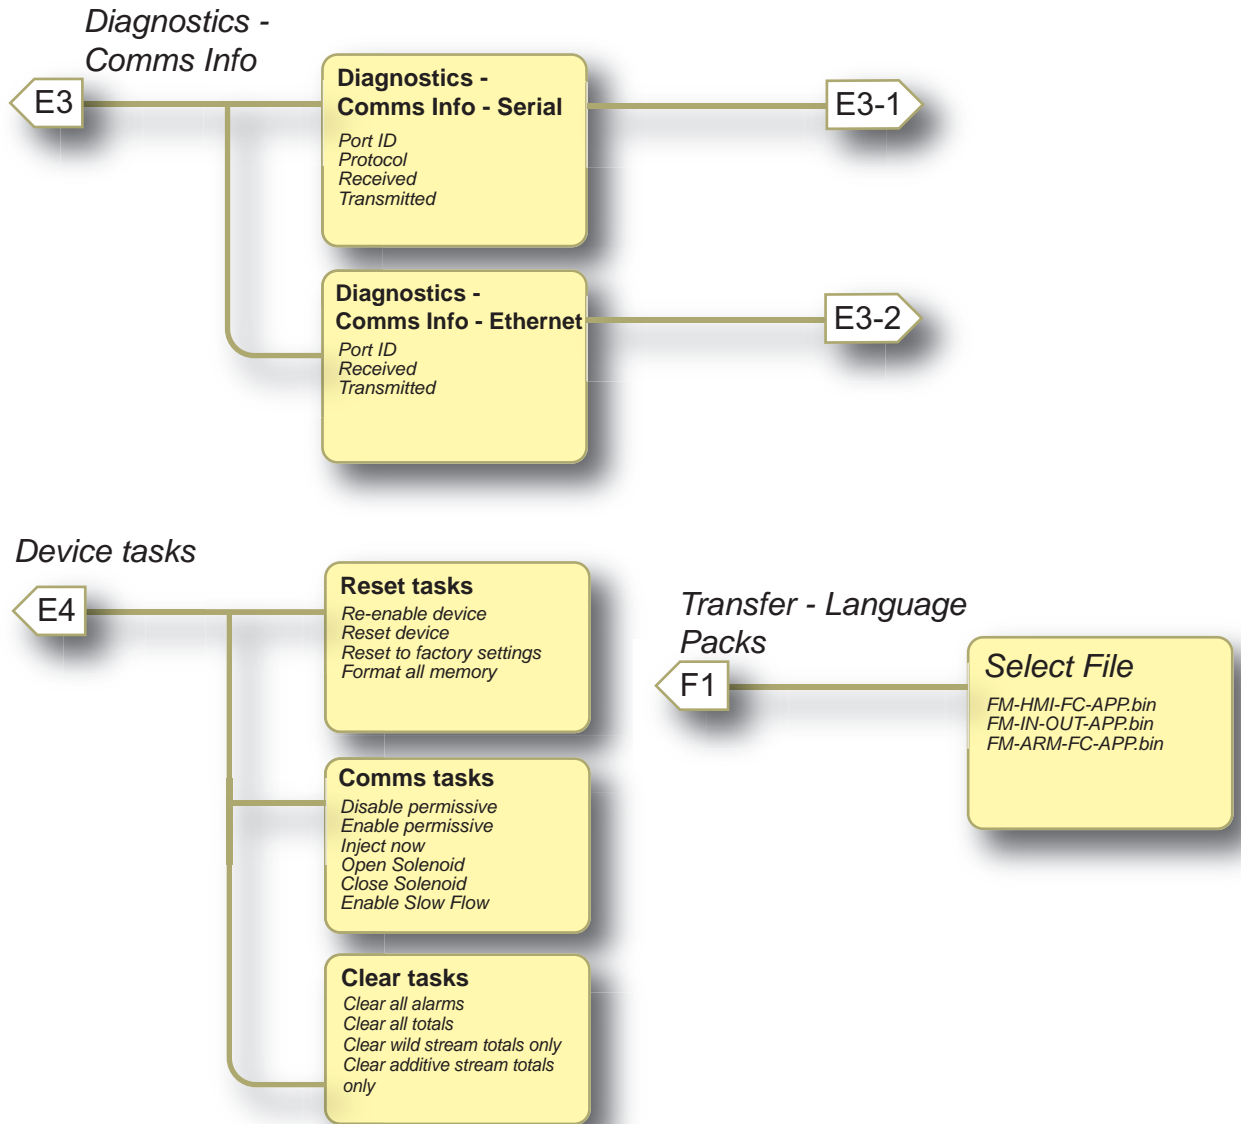 Diagnostics -
Comms Info
E3
Diagnostics -
Comms Info - Serial
Port ID
Protocol
Received
Transmitted
E3-1
Diagnostics -
Comms Info - Ethernet
Port ID
Received
Transmitted
E3-2
Device tasks
E4
Reset tasks
Re-enable device
Reset device
Reset to factory settings
Format all memory
Comms tasks
Disable permissive
Enable permissive
Inject now
Open Solenoid
Close Solenoid
Enable Slow Flow
Clear tasks
Clear all alarms
Clear all totals
Clear wild stream totals only
Clear additive stream totals
only
Transfer - Language
Packs
F1
Select File
FM-HMI-FC-APP.bin
FM-IN-OUT-APP.bin
FM-ARM-FC-APP.bin